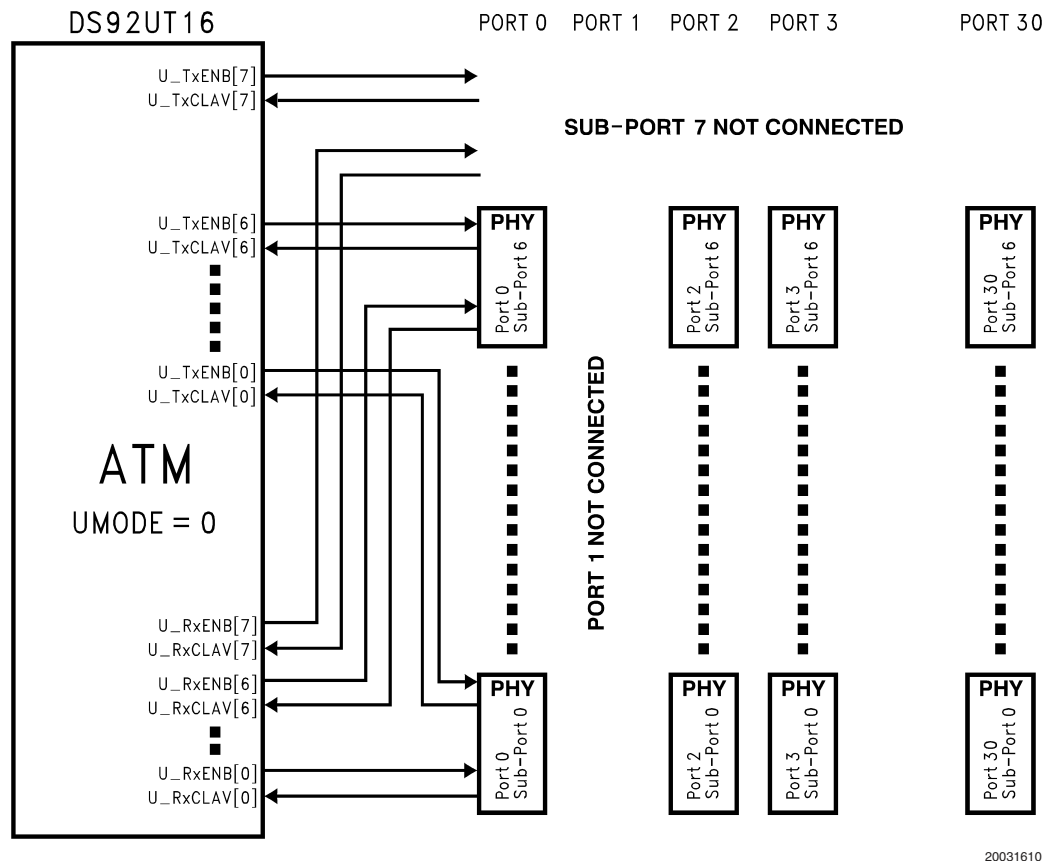 DS92UT16
PORT 0 PORT 1 PORT 2 PORT 3 PORT 30
U_TxENB[7]
U_TxCLAV[7]
SUB-PORT 7 NOT CONNECTED
U_TxENB[6]
U_TxCLAV[6]
PHY
Port 0
Sub-Port 6
PHY
Port 2
Sub-Port 6
PHY
Port 3
Sub-Port 6
PHY
Port 30
Sub-Port 6
U_TxENB[0]
U_TxCLAV[0]
PORT 1 NOT CONNECTED
ATM
UMODE = 0
U_RxENB[7]
U_RxCLAV[7]
U_RxENB[6]
U_RxCLAV[6]
U_RxENB[0]
U_RxCLAV[0]
PHY
Port 0
Sub-Port 0
PHY
Port 2
Sub-Port 0
PHY
Port 3
Sub-Port 0
PHY
Port 30
Sub-Port 0
20031610